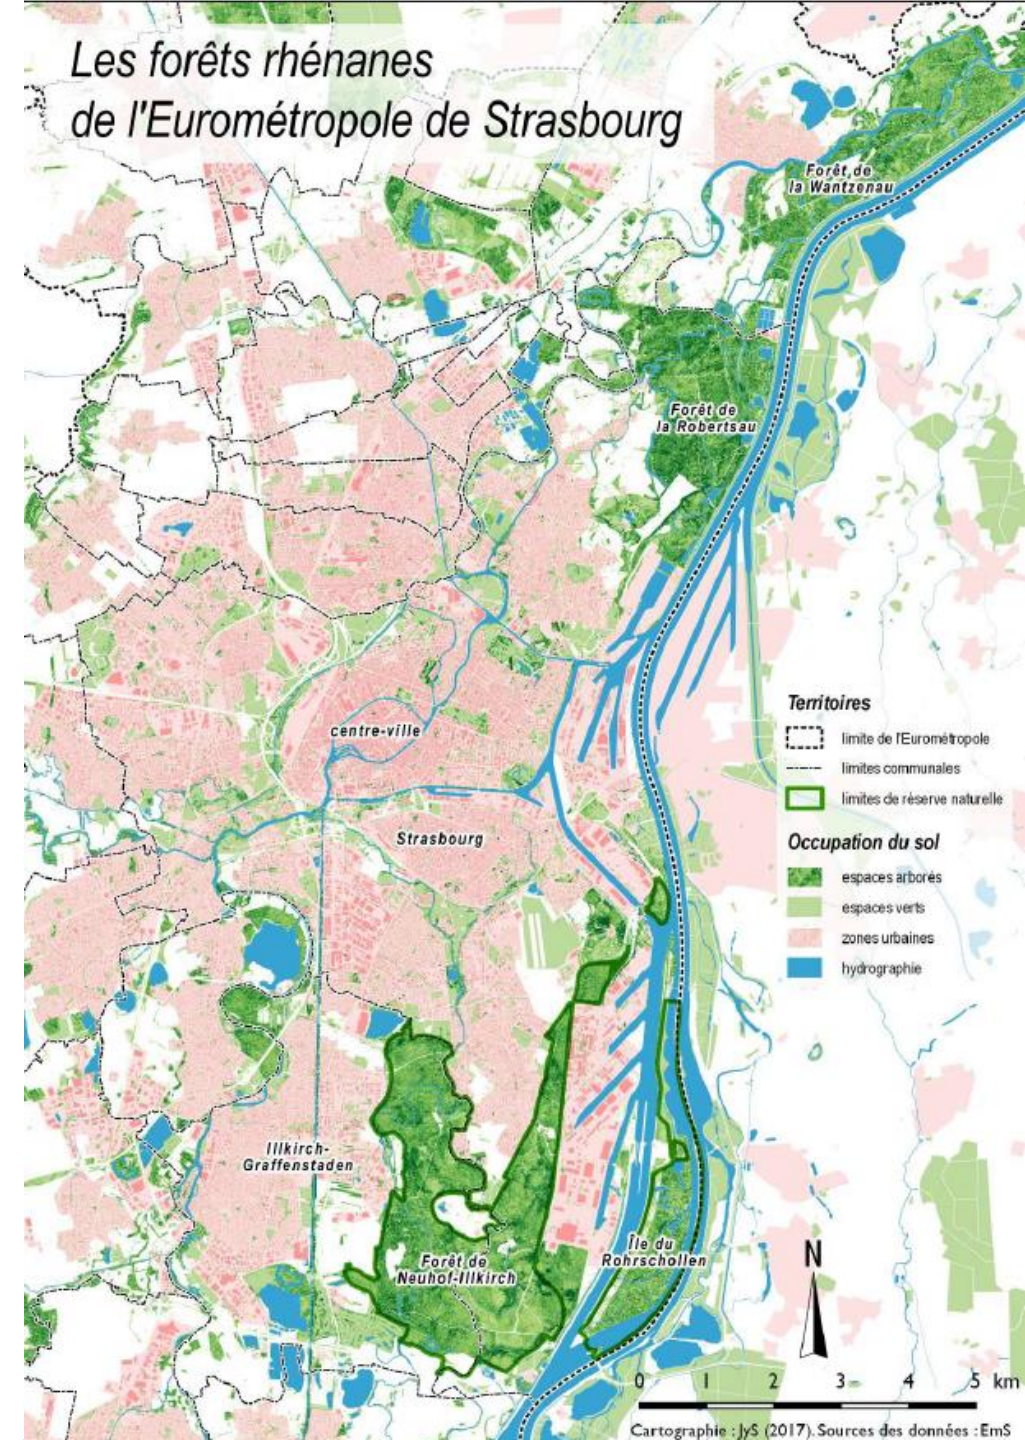 Les forêts rhénanes
de l'Eurométropole de Strasbourg
Forêt de
la Wantzenau
Forêt de
la Robertsau
centre-ville
Strasbourg
Territoires
limite de l'Eurométropole
limites communales
limites de réserve naturelle
Occupation du sol
espaces arborés
espaces verts
zones urbaines
hydrographie
Illkirch-
Graffenstaden
Forêt de
Neuhof-Illkirch
Île du
Rohrschollen
N
0 1 2 3 4 5 km
Cartographie : JyS (2017). Sources des données : EmS